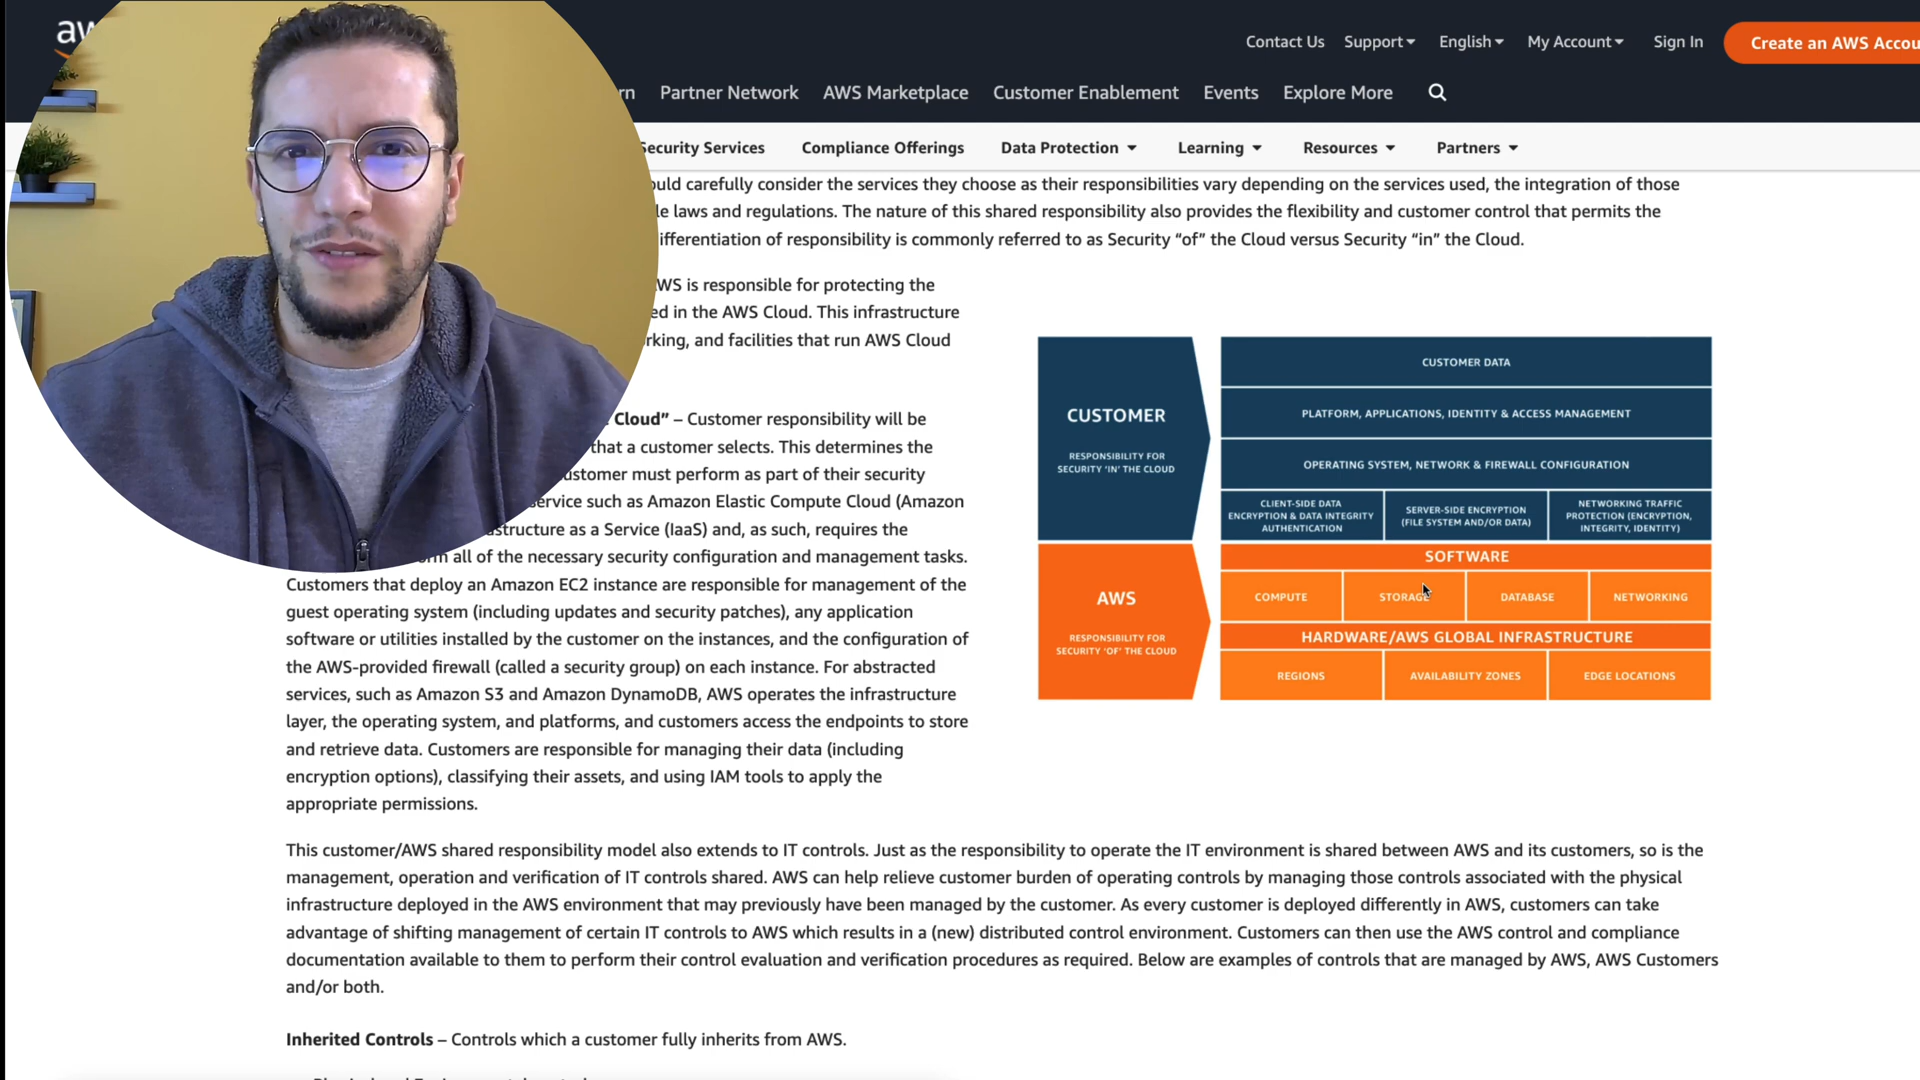 aw
Contact Us Support English My Account Sign In Create an AWS Accou
rn Partner Network AWS Marketplace Customer Enablement Events Explore More
Security Services Compliance Offerings Data Protection Learning Resources Partners
ould carefully consider the services they choose as their responsibilities vary depending on the services used, the integration of those
le laws and regulations. The nature of this shared responsibility also provides the flexibility and customer control that permits the
ifferentiation of responsibility is commonly referred to as Security “of” the Cloud versus Security “in” the Cloud.
WS is responsible for protecting the
ed in the AWS Cloud. This infrastructure
rking, and facilities that run AWS Cloud
Cloud” – Customer responsibility will be
that a customer selects. This determines the
ustomer must perform as part of their security
ervice such as Amazon Elastic Compute Cloud (Amazon
structure as a Service (IaaS) and, as such, requires the
rm all of the necessary security configuration and management tasks.
Customers that deploy an Amazon EC2 instance are responsible for management of the
guest operating system (including updates and security patches), any application
software or utilities installed by the customer on the instances, and the configuration of
the AWS-provided firewall (called a security group) on each instance. For abstracted
services, such as Amazon S3 and Amazon DynamoDB, AWS operates the infrastructure
layer, the operating system, and platforms, and customers access the endpoints to store
and retrieve data. Customers are responsible for managing their data (including
encryption options), classifying their assets, and using IAM tools to apply the
appropriate permissions.
CUSTOMER
RESPONSIBILITY FOR
SECURITY ‘IN’ THE CLOUD
CUSTOMER DATA
PLATFORM, APPLICATIONS, IDENTITY & ACCESS MANAGEMENT
OPERATING SYSTEM, NETWORK & FIREWALL CONFIGURATION
CLIENT-SIDE DATA
ENCRYPTION & DATA INTEGRITY
AUTHENTICATION
SERVER-SIDE ENCRYPTION
(FILE SYSTEM AND/OR DATA)
NETWORKING TRAFFIC
PROTECTION (ENCRYPTION,
INTEGRITY, IDENTITY)
AWS
RESPONSIBILITY FOR
SECURITY ‘OF’ THE CLOUD
SOFTWARE
COMPUTE STORAGE DATABASE NETWORKING
HARDWARE/AWS GLOBAL INFRASTRUCTURE
REGIONS AVAILABILITY ZONES EDGE LOCATIONS
This customer/AWS shared responsibility model also extends to IT controls. Just as the responsibility to operate the IT environment is shared between AWS and its customers, so is the
management, operation and verification of IT controls shared. AWS can help relieve customer burden of operating controls by managing those controls associated with the physical
infrastructure deployed in the AWS environment that may previously have been managed by the customer. As every customer is deployed differently in AWS, customers can take
advantage of shifting management of certain IT controls to AWS which results in a (new) distributed control environment. Customers can then use the AWS control and compliance
documentation available to them to perform their control evaluation and verification procedures as required. Below are examples of controls that are managed by AWS, AWS Customers
and/or both.
Inherited Controls – Controls which a customer fully inherits from AWS.